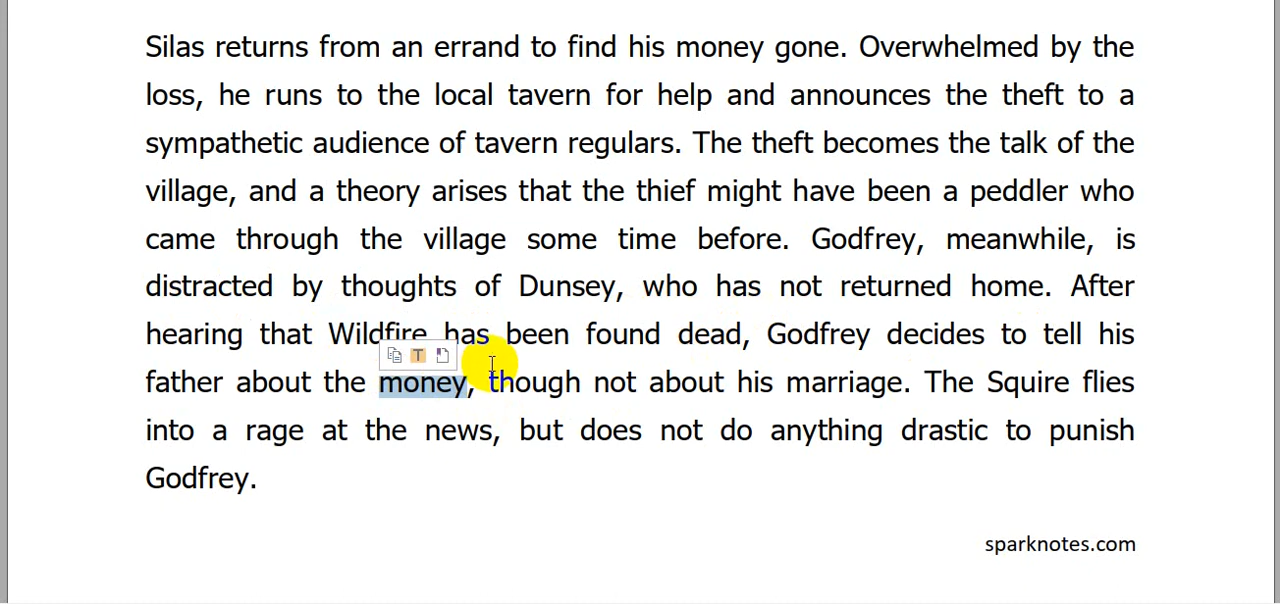 Silas returns from an errand to find his money gone. Overwhelmed by the
loss, he runs to the local tavern for help and announces the theft to a
sympathetic audience of tavern regulars. The theft becomes the talk of the
village, and a theory arises that the thief might have been a peddler who
came through the village some time before. Godfrey, meanwhile, is
distracted by thoughts of Dunsey, who has not returned home. After
hearing that Wildfire has been found dead, Godfrey decides to tell his
father about the money, though not about his marriage. The Squire flies
into a rage at the news, but does not do anything drastic to punish
Godfrey.
sparknotes.com